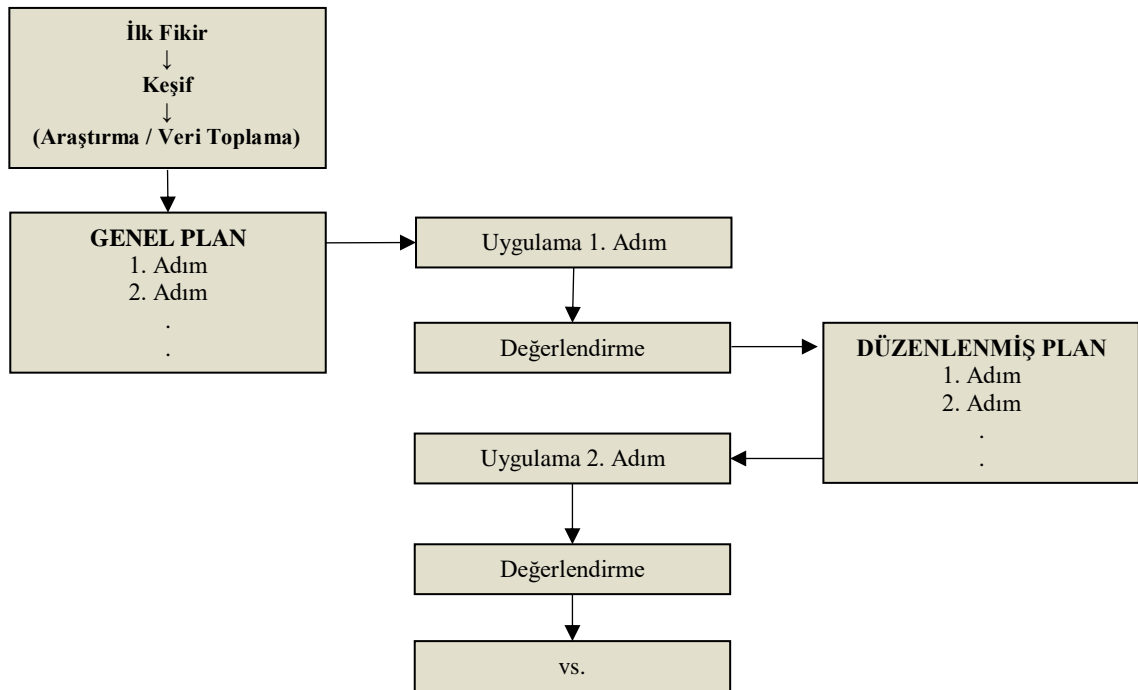 İlk Fikir
↓
Keşif
↓
(Araştırma / Veri Toplama)
GENEL PLAN
1. Adım
2. Adım
.
.
Uygulama 1. Adım
Değerlendirme
DÜZENLENMİŞ PLAN
1. Adım
2. Adım
.
.
Uygulama 2. Adım
Değerlendirme
vs.